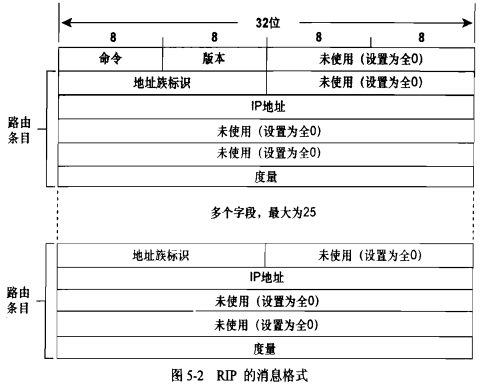 32位
8 8 8 8
命令 版本 未使用（设置为全0）
地址族标识 未使用（设置为全0）
IP地址
未使用（设置为全0）
未使用（设置为全0）
度量
路由
条目
多个字段，最大为25
地址族标识 未使用（设置为全0）
IP地址
未使用（设置为全0）
未使用（设置为全0）
度量
路由
条目
图 5-2 RIP 的消息格式